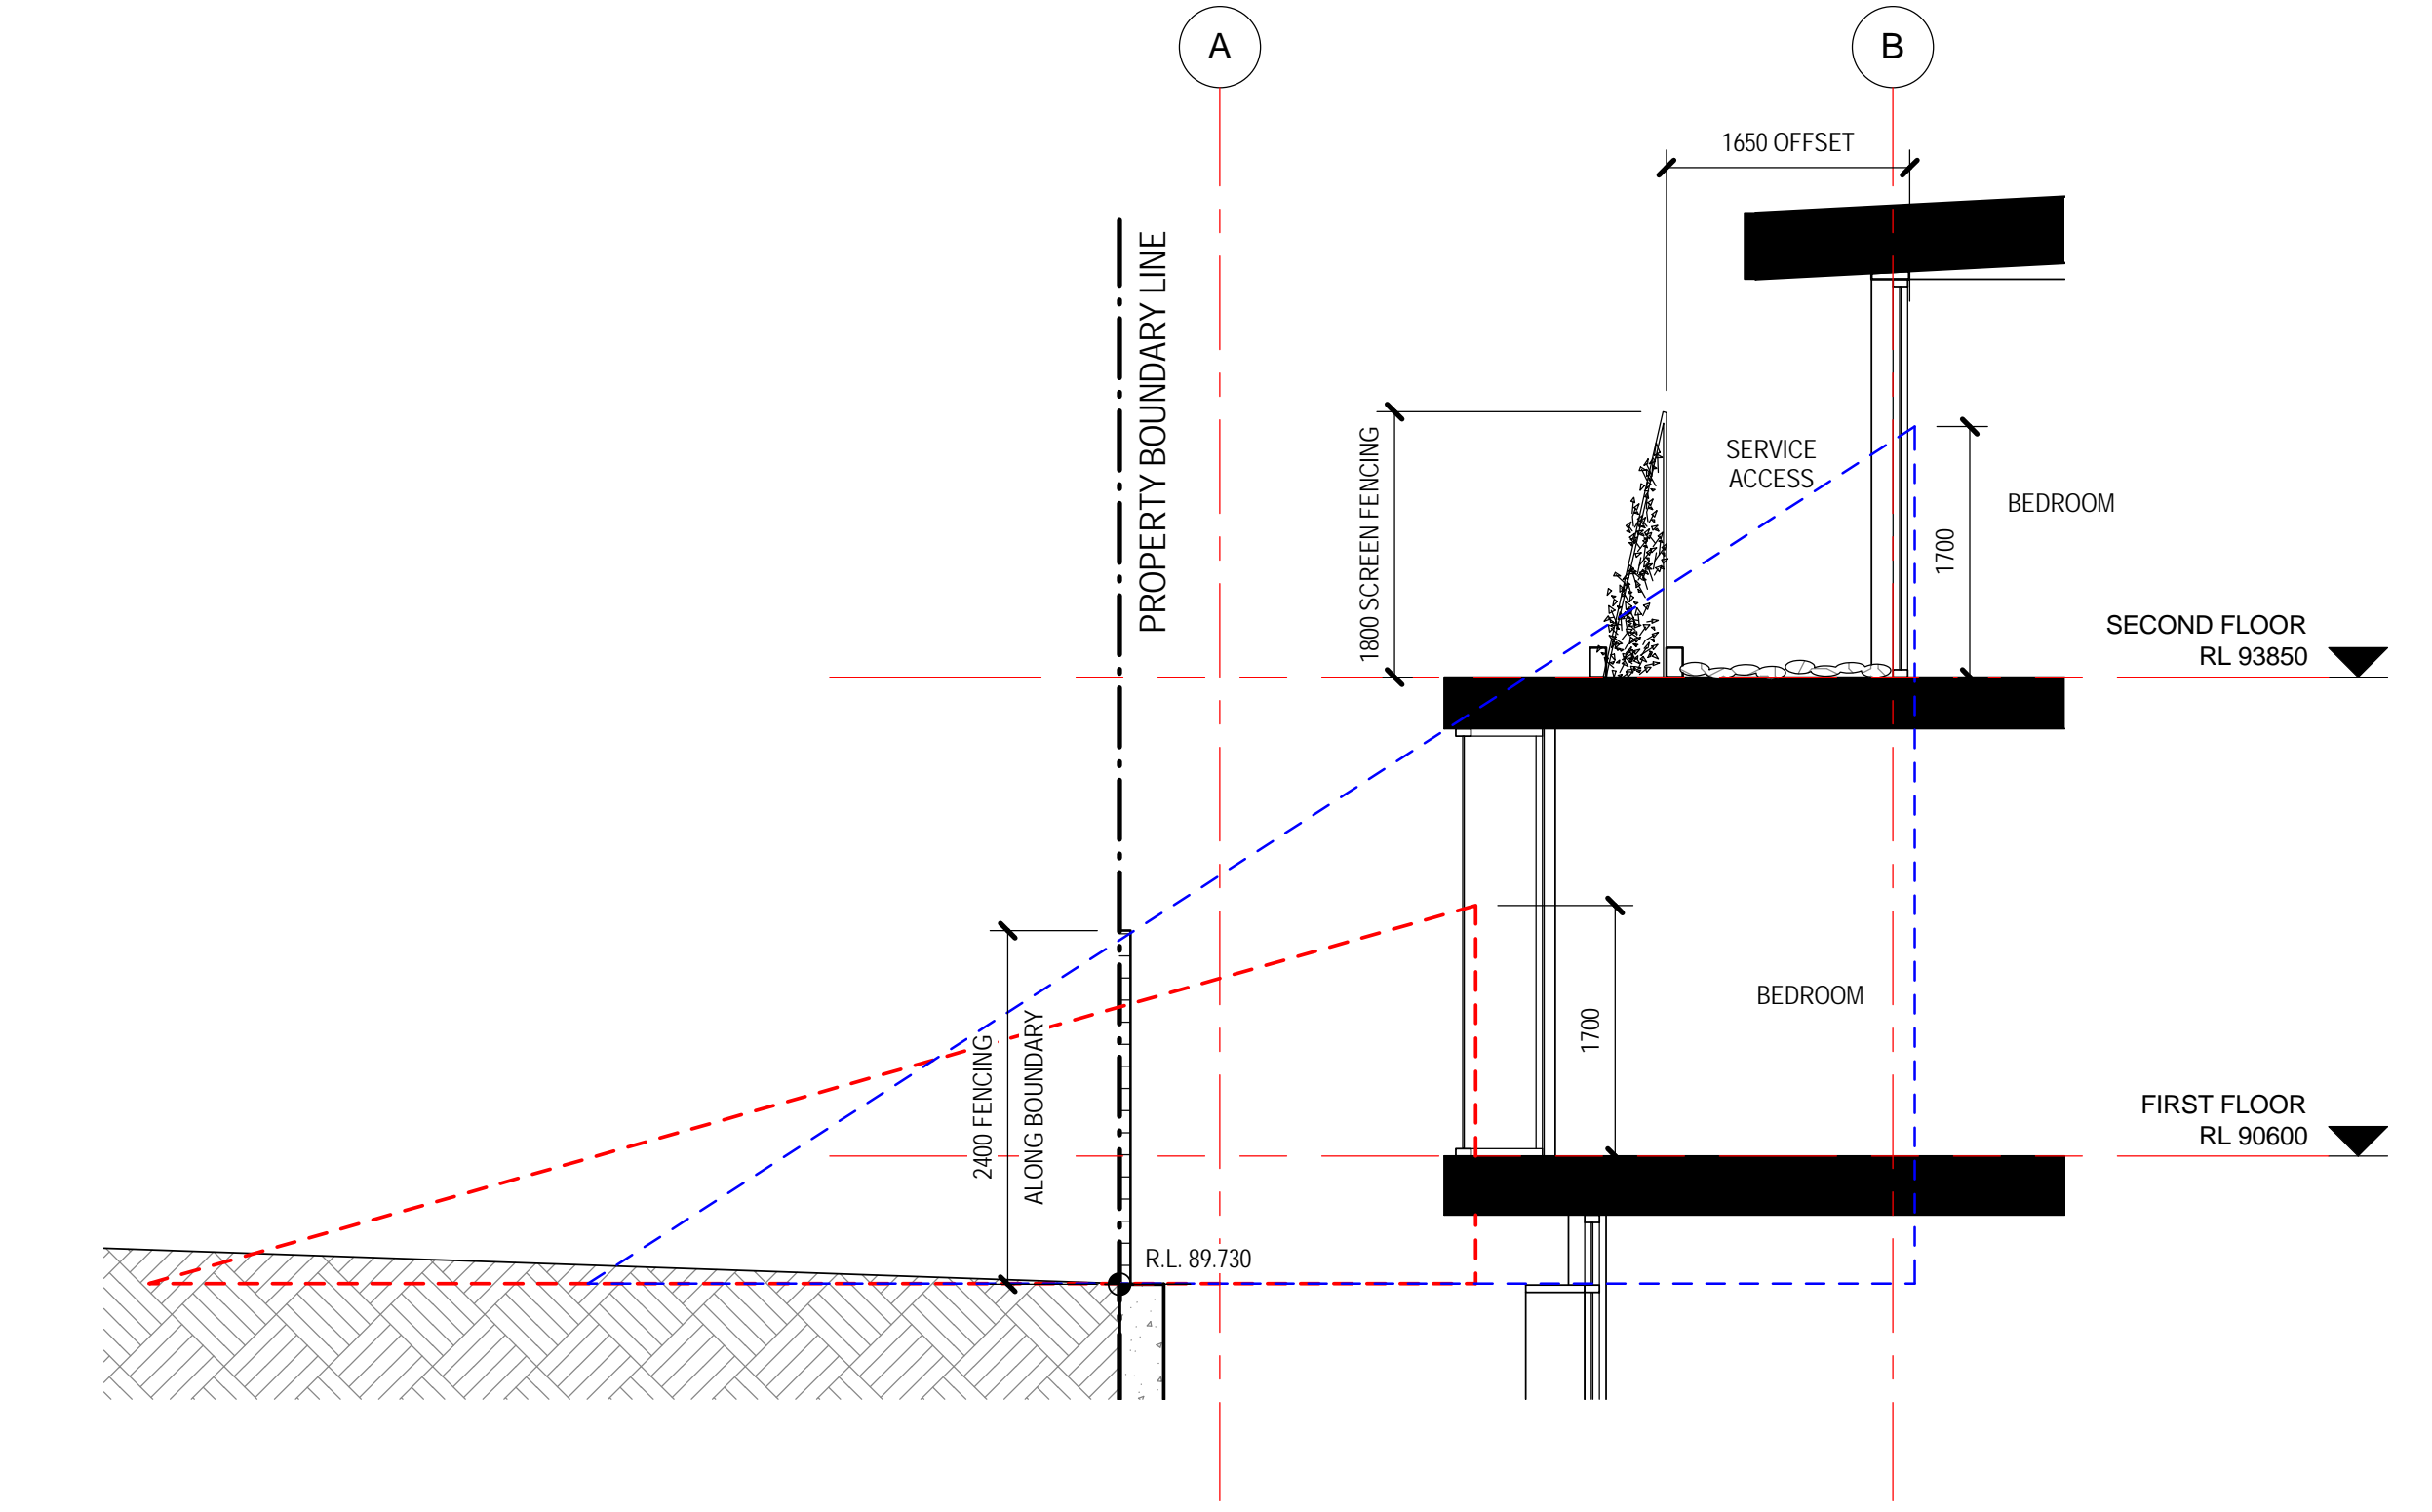 A
B
1650 OFFSET
PROPERTY BOUNDARY LINE
1800 SCREEN FENCING
SERVICE
ACCESS
1700
BEDROOM
SECOND FLOOR
RL 93850
2400 FENCING
ALONG BOUNDARY
1700
BEDROOM
FIRST FLOOR
RL 90600
R.L. 89.730